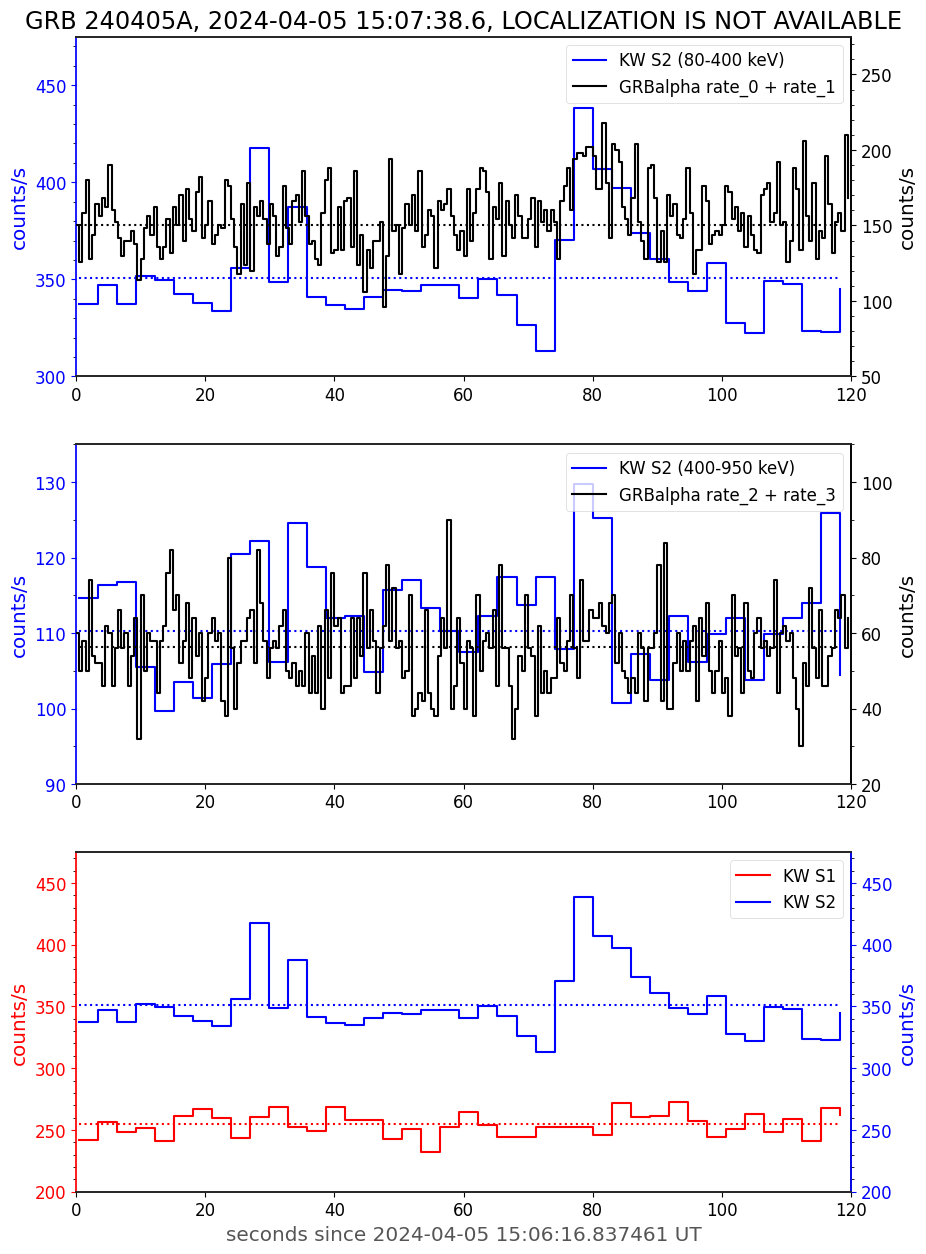 GRB 240405A, 2024-04-05 15:07:38.6, LOCALIZATION IS NOT AVAILABLE
KW S2 (80-400 keV)
GRBalpha rate_0 + rate_1
counts/s
450
400
350
300
counts/s
250
200
150
100
50
0 20 40 60 80 100 120
KW S2 (400-950 keV)
GRBalpha rate_2 + rate_3
counts/s
130
120
110
100
90
counts/s
100
80
60
40
20
0 20 40 60 80 100 120
KW S1
KW S2
counts/s
450
400
350
300
250
200
counts/s
450
400
350
300
250
200
0 20 40 60 80 100 120
seconds since 2024-04-05 15:06:16.837461 UT